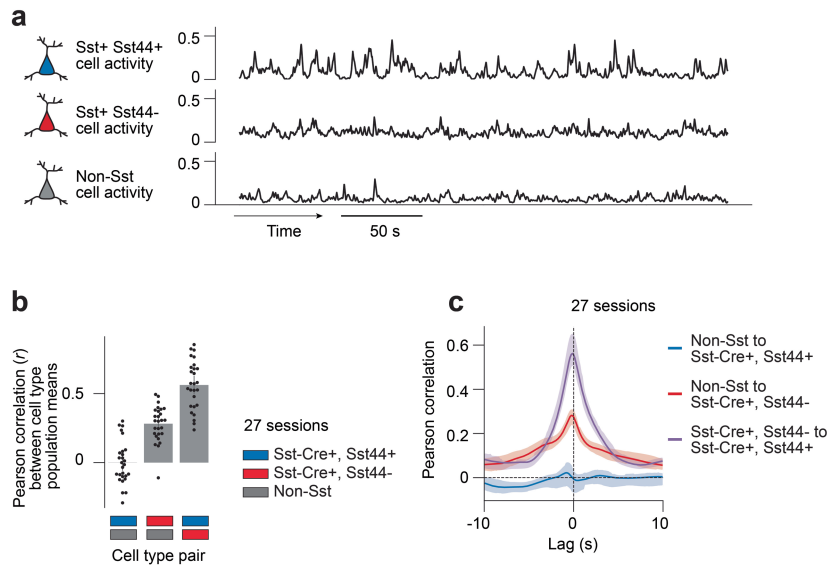 a
Sst+ Sst44+
cell activity
0.5
0
Sst+ Sst44-
cell activity
0.5
0
Non-Sst
cell activity
0.5
0
Time
50 s
b
Pearson correlation (r)
between cell type
population means
0.5
0
Cell type pair
27 sessions
Sst-Cre+, Sst44+
Sst-Cre+, Sst44-
Non-Sst
c
27 sessions
Pearson correlation
0.6
0.4
0.2
0
-10
0
10
Lag (s)
Non-Sst to
Sst-Cre+, Sst44+
Non-Sst to
Sst-Cre+, Sst44-
Sst-Cre+, Sst44- to
Sst-Cre+, Sst44+